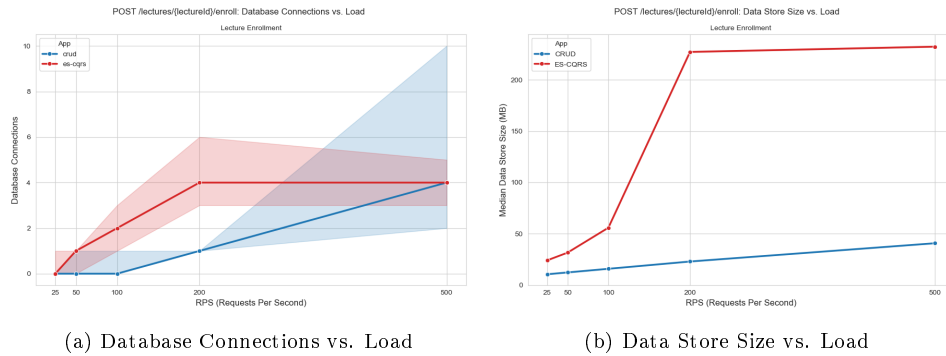 POST /lectures/{lectureId}/enroll: Database Connections vs. Load
Lecture Enrollment
App
crud
es-cqrs
Database Connections
10
8
6
4
2
0
25
50
100
200
500
RPS (Requests Per Second)
(a) Database Connections vs. Load
POST /lectures/{lectureId}/enroll: Data Store Size vs. Load
Lecture Enrollment
App
CRUD
ES-CQRS
Median Data Store Size (MB)
200
150
100
50
0
25
50
100
200
500
RPS (Requests Per Second)
(b) Data Store Size vs. Load